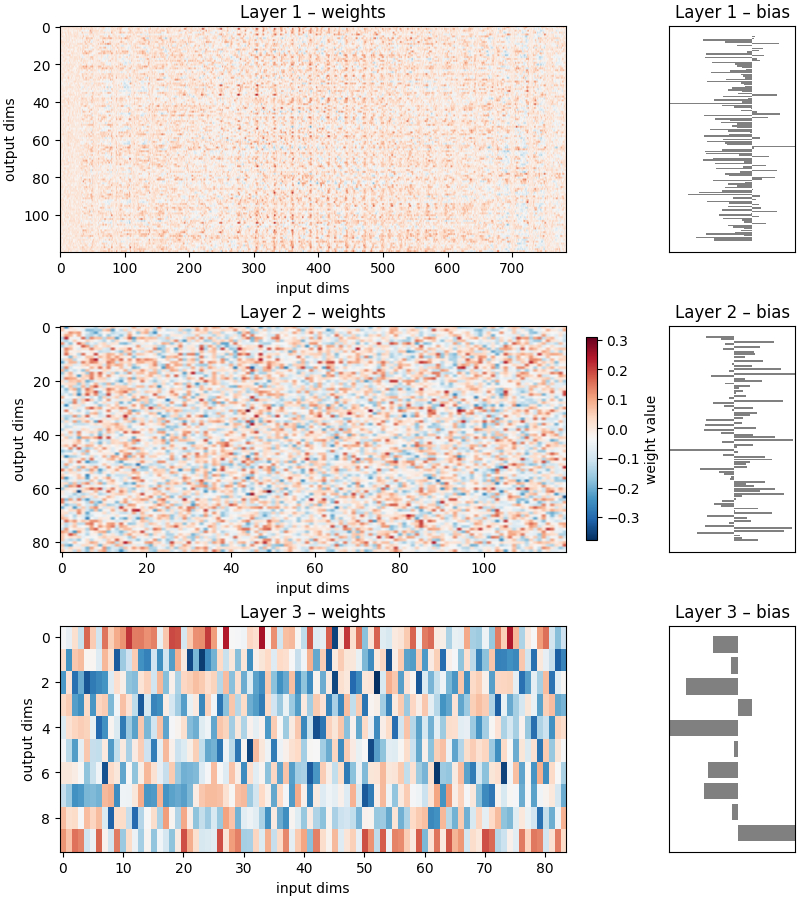 Layer 1 – weights
Layer 1 – bias
0
20
40
60
80
100
output dims
0 100 200 300 400 500 600 700
input dims
Layer 2 – weights
Layer 2 – bias
0
20
40
60
80
output dims
0 20 40 60 80 100
input dims
0.3
0.2
0.1
0.0
−0.1
−0.2
−0.3
weight value
Layer 3 – weights
Layer 3 – bias
0
2
4
6
8
output dims
0 10 20 30 40 50 60 70 80
input dims